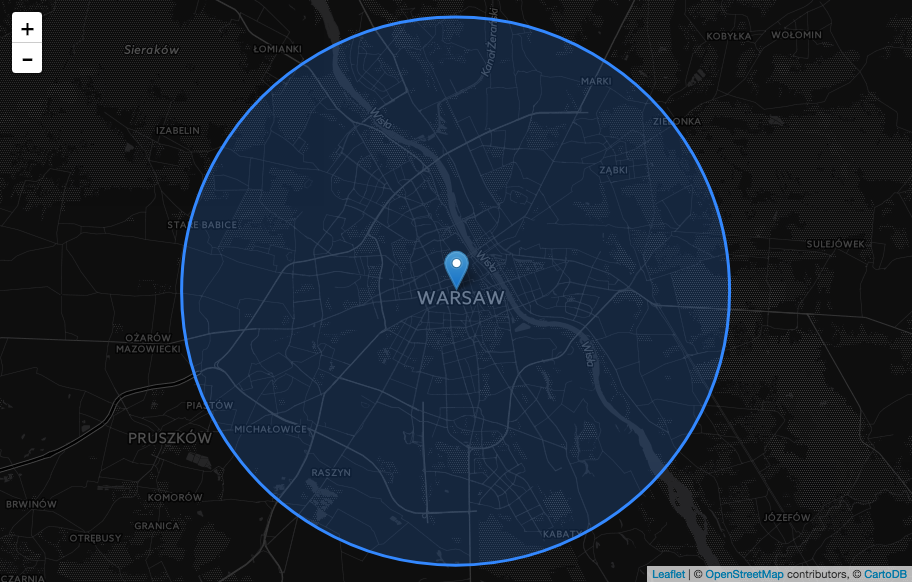 +
-
Sieraków
ŁOMIANKI
Kanał Żerański
KOBYŁKA
WOŁOMIN
MARKI
Wisła
IZABELIN
ZIELONKA
ZĄBKI
STARE BABICE
SULEJÓWEK
Wisła
WARSAW
OŻARÓW
MAZOWIECKI
Wisła
PIASTÓW
MICHAŁOWICE
PRUSZKÓW
RASZYN
KOMORÓW
BRWINÓW
GRANICA
JÓZEFÓW
OTRĘBUSY
KABATY
CZARNIA
Leaflet | © OpenStreetMap contributors, © CartoDB